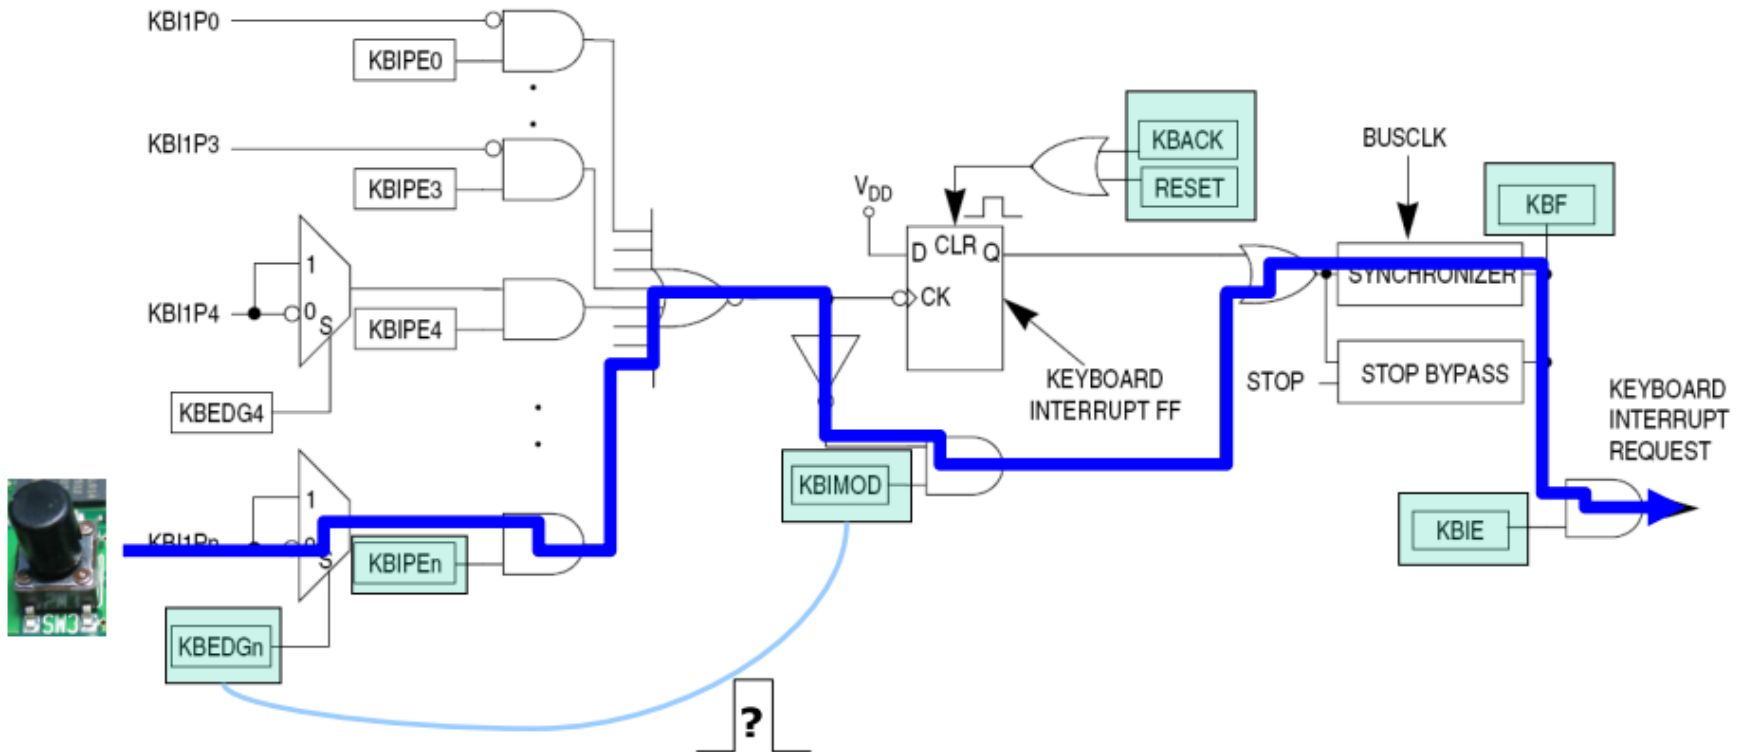 KBI1P0
KBIPE0
KBI1P3
KBIPE3
1
KBI1P4
0
S
KBIPE4
KBEDG4
1
KBI1Pn
0
S
KBIPEn
KBEDGn
SW3
?
KBIMOD
VDD
D CLR Q
CK
KEYBOARD
INTERRUPT FF
KBACK
RESET
BUSCLK
KBF
SYNCHRONIZER
STOP
STOP BYPASS
KEYBOARD
INTERRUPT
REQUEST
KBIE